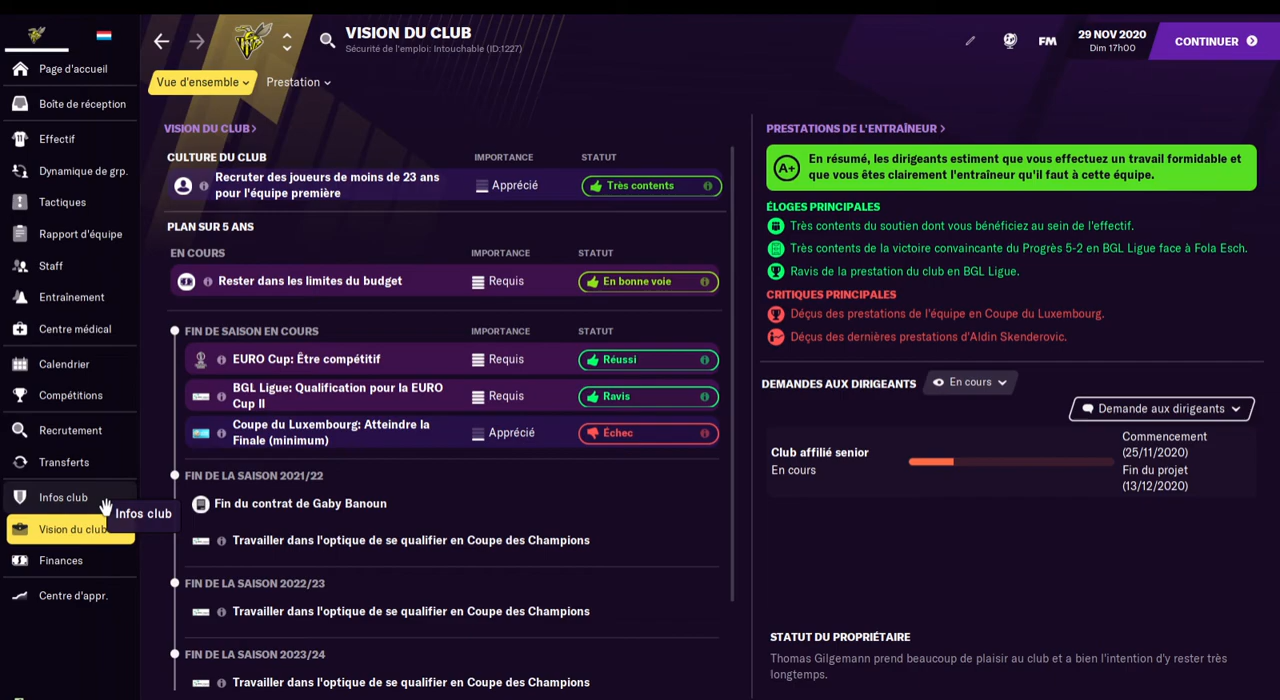 VISION DU CLUB
Sécurité de l'emploi: Intouchable (ID:1227)
FM
29 NOV 2020
Dim 17h00
CONTINUER
Vue d'ensemble
Prestation
Page d'accueil
Boîte de réception
Effectif
Dynamique de grp.
Tactiques
Rapport d'équipe
Staff
Entraînement
Centre médical
Calendrier
Compétitions
Recrutement
Transferts
Infos club
Infos club
Vision du club
Finances
Centre d'appr.
VISION DU CLUB >
CULTURE DU CLUB IMPORTANCE STATUT
Recruter des joueurs de moins de 23 ans
pour l'équipe première
Apprécié
Très contents
PLAN SUR 5 ANS
EN COURS IMPORTANCE STATUT
Rester dans les limites du budget Requis En bonne voie
FIN DE SAISON EN COURS IMPORTANCE STATUT
EURO Cup: Être compétitif Requis Réussi
BGL Ligue: Qualification pour la EURO
Cup II
Requis Ravis
Coupe du Luxembourg: Atteindre la
Finale (minimum)
Apprécié Échec
FIN DE LA SAISON 2021/22
Fin du contrat de Gaby Banoun
Travailler dans l'optique de se qualifier en Coupe des Champions
FIN DE LA SAISON 2022/23
Travailler dans l'optique de se qualifier en Coupe des Champions
FIN DE LA SAISON 2023/24
Travailler dans l'optique de se qualifier en Coupe des Champions
PRESTATIONS DE L'ENTRAÎNEUR >
A+
En résumé, les dirigeants estiment que vous effectuez un travail formidable et
que vous êtes clairement l'entraîneur qu'il faut à cette équipe.
ÉLOGES PRINCIPALES
Très contents du soutien dont vous bénéficiez au sein de l'effectif.
Très contents de la victoire convaincante du Progrès 5-2 en BGL Ligue face à Fola Esch.
Ravis de la prestation du club en BGL Ligue.
CRITIQUES PRINCIPALES
Déçus des prestations de l'équipe en Coupe du Luxembourg.
Déçus des dernières prestations d'Aldin Skenderovic.
DEMANDES AUX DIRIGEANTS En cours
Demande aux dirigeants
Club affilié senior
En cours
Commencement
(25/11/2020)
Fin du projet
(13/12/2020)
STATUT DU PROPRIÉTAIRE
Thomas Gilgemann prend beaucoup de plaisir au club et a bien l'intention d'y rester très
longtemps.